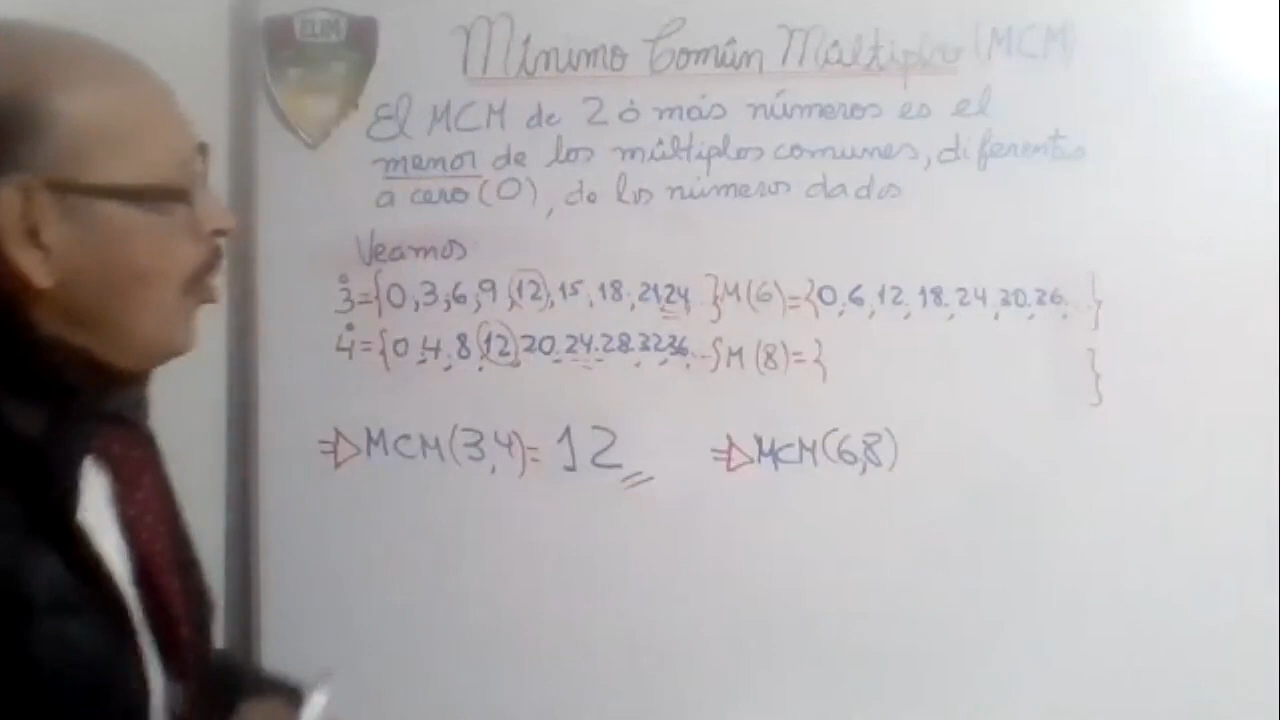 ELIM
Mínimo Común Múltiplo (MCM)
El MCM de 2 ó más números es el
menor de los múltiplos comunes, diferentes
a cero (0), de los números dados
Veamos
3̊={0,3,6,9,12,15,18,21,24, } M(6)={0,6,12,18,24,30,36, }
4̊={0,4,8,12,20,24,28,32,36,...} M(8)={ }
⇒ MCM(3,4)= 12 ⇒ MCM(6,8)